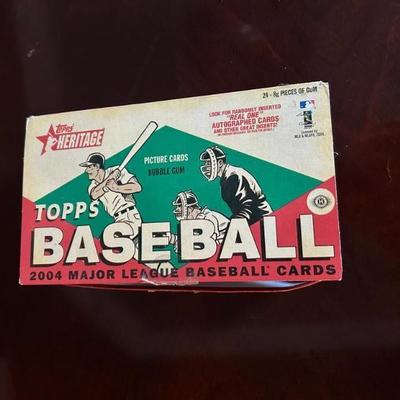 24 - 8g PIECES OF GUM
LOOK FOR RANDOMLY INSERTED
"REAL ONE"
AUTOGRAPHED CARDS
AND OTHER GREAT INSERTS!
Topps
HERITAGE
PICTURE CARDS
BUBBLE GUM
TOPPS
BASEBALL
2004 MAJOR LEAGUE BASEBALL CARDS